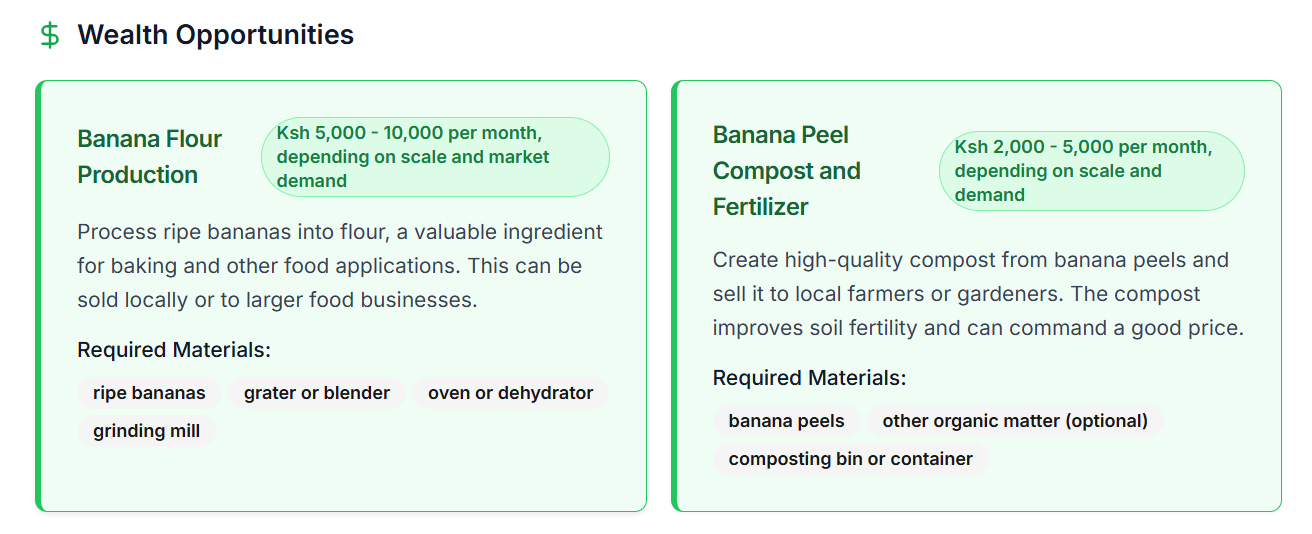 Wealth Opportunities
Banana Flour
Production
Ksh 5,000 - 10,000 per month,
depending on scale and market
demand
Process ripe bananas into flour, a valuable ingredient
for baking and other food applications. This can be
sold locally or to larger food businesses.
Required Materials:
ripe bananas
grater or blender
oven or dehydrator
grinding mill
Banana Peel
Compost and
Fertilizer
Ksh 2,000 - 5,000 per month,
depending on scale and
demand
Create high-quality compost from banana peels and
sell it to local farmers or gardeners. The compost
improves soil fertility and can command a good price.
Required Materials:
banana peels
other organic matter (optional)
composting bin or container